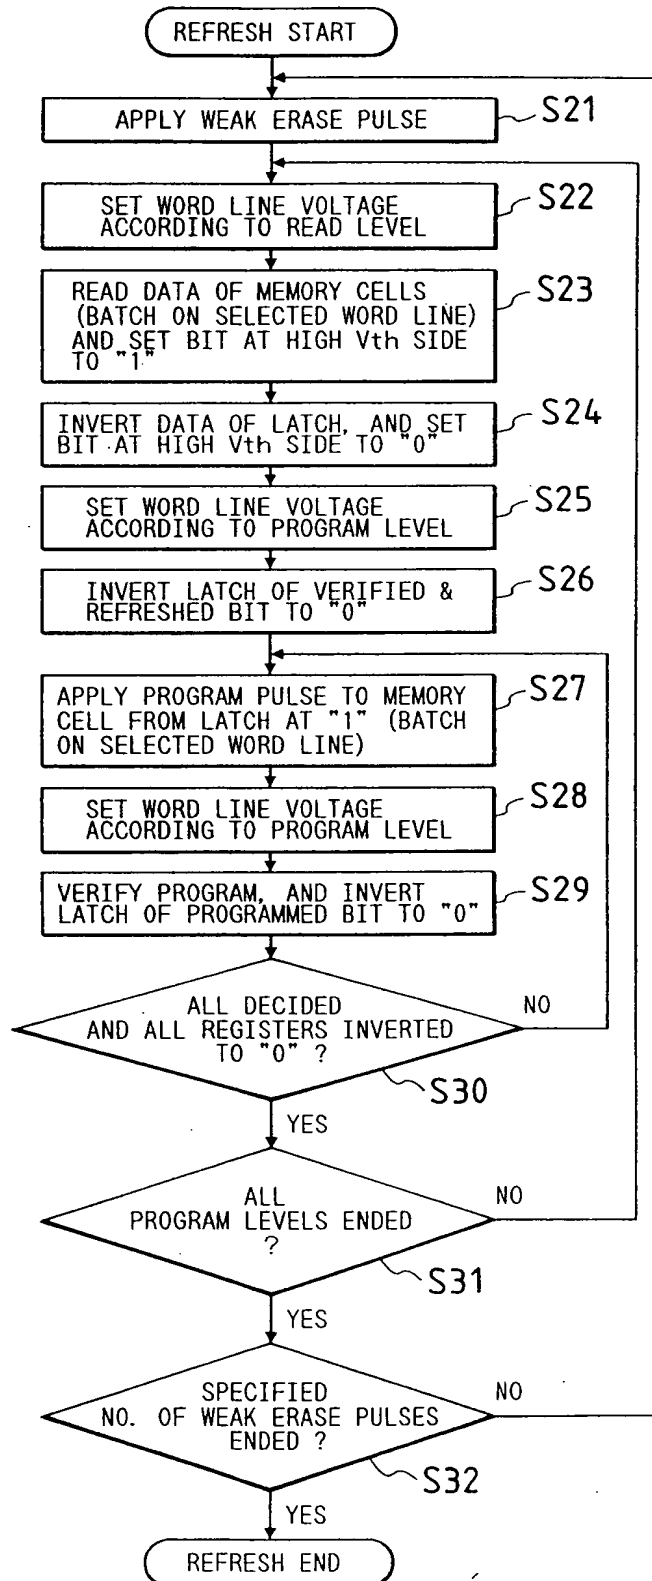 REFRESH START
APPLY WEAK ERASE PULSE
S21
SET WORD LINE VOLTAGE
ACCORDING TO READ LEVEL
S22
READ DATA OF MEMORY CELLS
(BATCH ON SELECTED WORD LINE)
AND SET BIT AT HIGH Vth SIDE
TO "1"
S23
INVERT DATA OF LATCH, AND SET
BIT AT HIGH Vth SIDE TO "0"
S24
SET WORD LINE VOLTAGE
ACCORDING TO PROGRAM LEVEL
S25
INVERT LATCH OF VERIFIED &
REFRESHED BIT TO "0"
S26
APPLY PROGRAM PULSE TO MEMORY
CELL FROM LATCH AT "1" (BATCH
ON SELECTED WORD LINE)
S27
SET WORD LINE VOLTAGE
ACCORDING TO PROGRAM LEVEL
S28
VERIFY PROGRAM, AND INVERT
LATCH OF PROGRAMMED BIT TO "0"
S29
ALL DECIDED
AND ALL REGISTERS INVERTED
TO "0" ?
NO
S30
YES
ALL
PROGRAM LEVELS ENDED
?
NO
S31
YES
SPECIFIED
NO. OF WEAK ERASE PULSES
ENDED ?
NO
S32
YES
REFRESH END